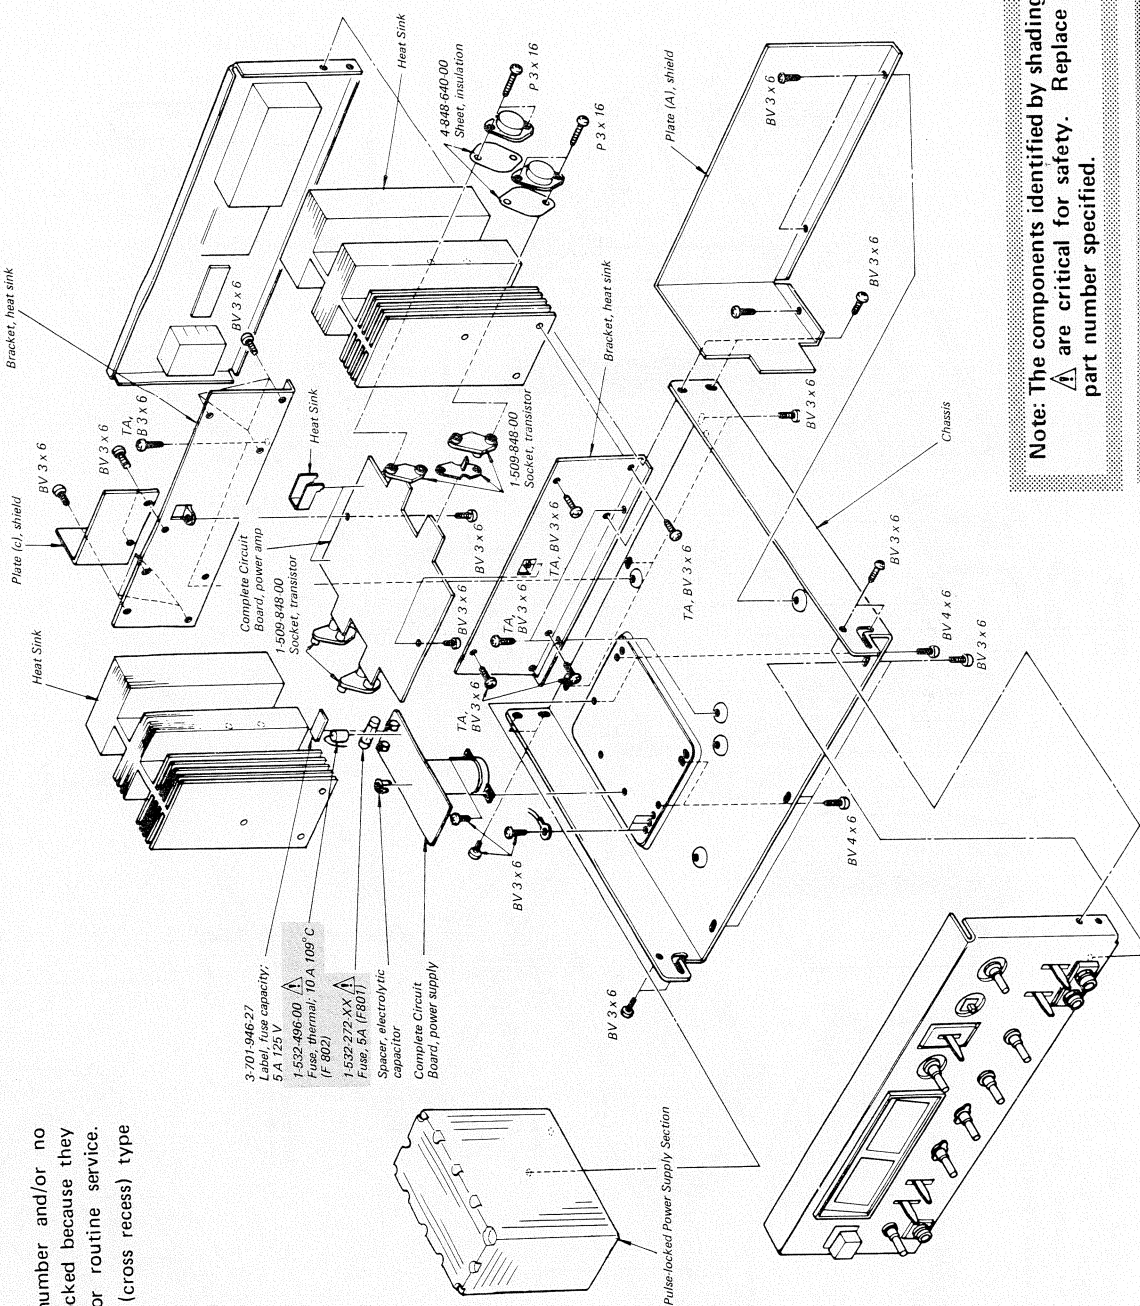 number and/or no
cked because they
or routine service.
(cross recess) type
Heat Sink
Plate (c), shield
BV 3 x 6
BV 3 x 6
TA,
B 3 x 6
Bracket, heat sink
BV 3 x 6
Heat Sink
4-848-640-00
Sheet, insulation
P 3 x 16
P 3 x 16
Heat Sink
Complete Circuit
Board, power amp
1-509-848-00
Socket, transistor
1-509-848-00
Socket, transistor
BV 3 x 6
BV 3 x 6
TA,
BV 3 x 6
TA,
BV 3 x 6
TA, BV 3 x 6
TA, BV 3 x 6
Bracket, heat sink
Plate (A), shield
BV 3 x 6
BV 3 x 6
BV 3 x 6
Chassis
BV 3 x 6
BV 4 x 6
BV 3 x 6
BV 4 x 6
3-701-946-27
Label, fuse capacity;
5 A 125 V
1-532-496-00 ⚠
Fuse, thermal; 10 A 109°C
(F 802)
1-532-272-XX ⚠
Fuse, 5A (F801)
Spacer, electrolytic
capacitor
Complete Circuit
Board, power supply
BV 3 x 6
BV 3 x 6
Pulse-locked Power Supply Section
Note: The components identified by shading
⚠ are critical for safety. Replace
part number specified.